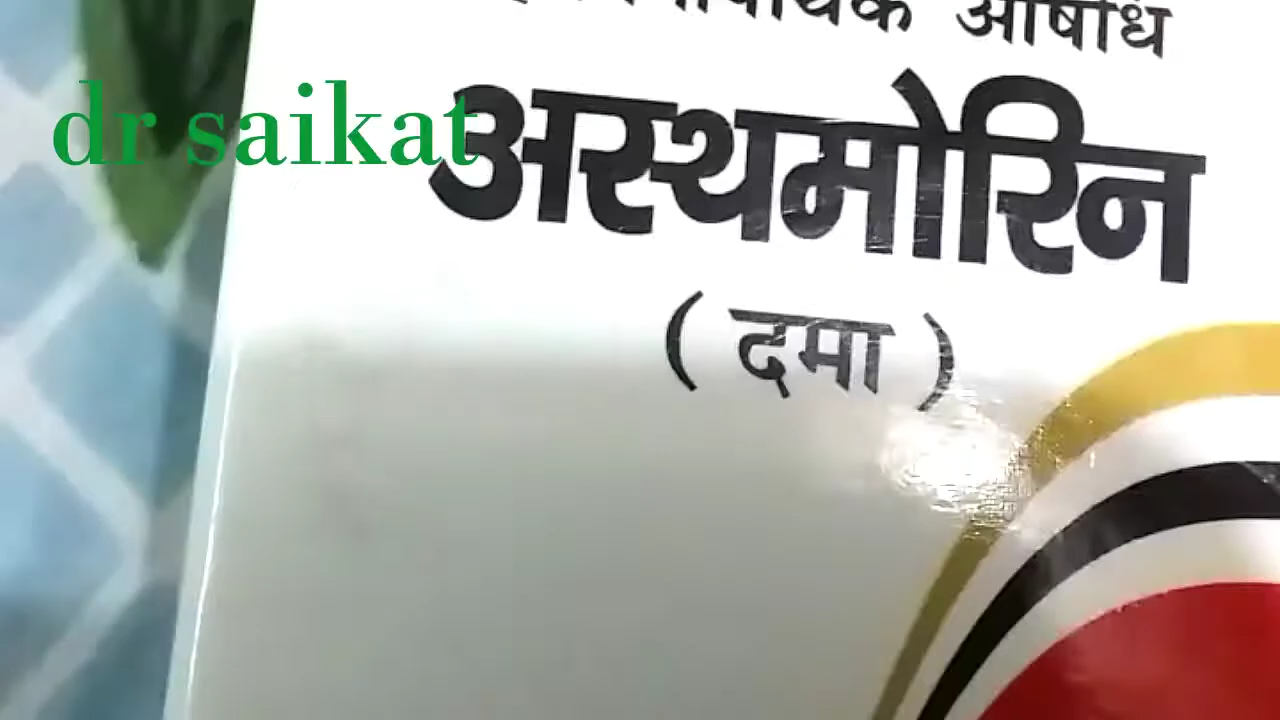 औषधि
dr saikat
अस्थमोरिन
( दमा )